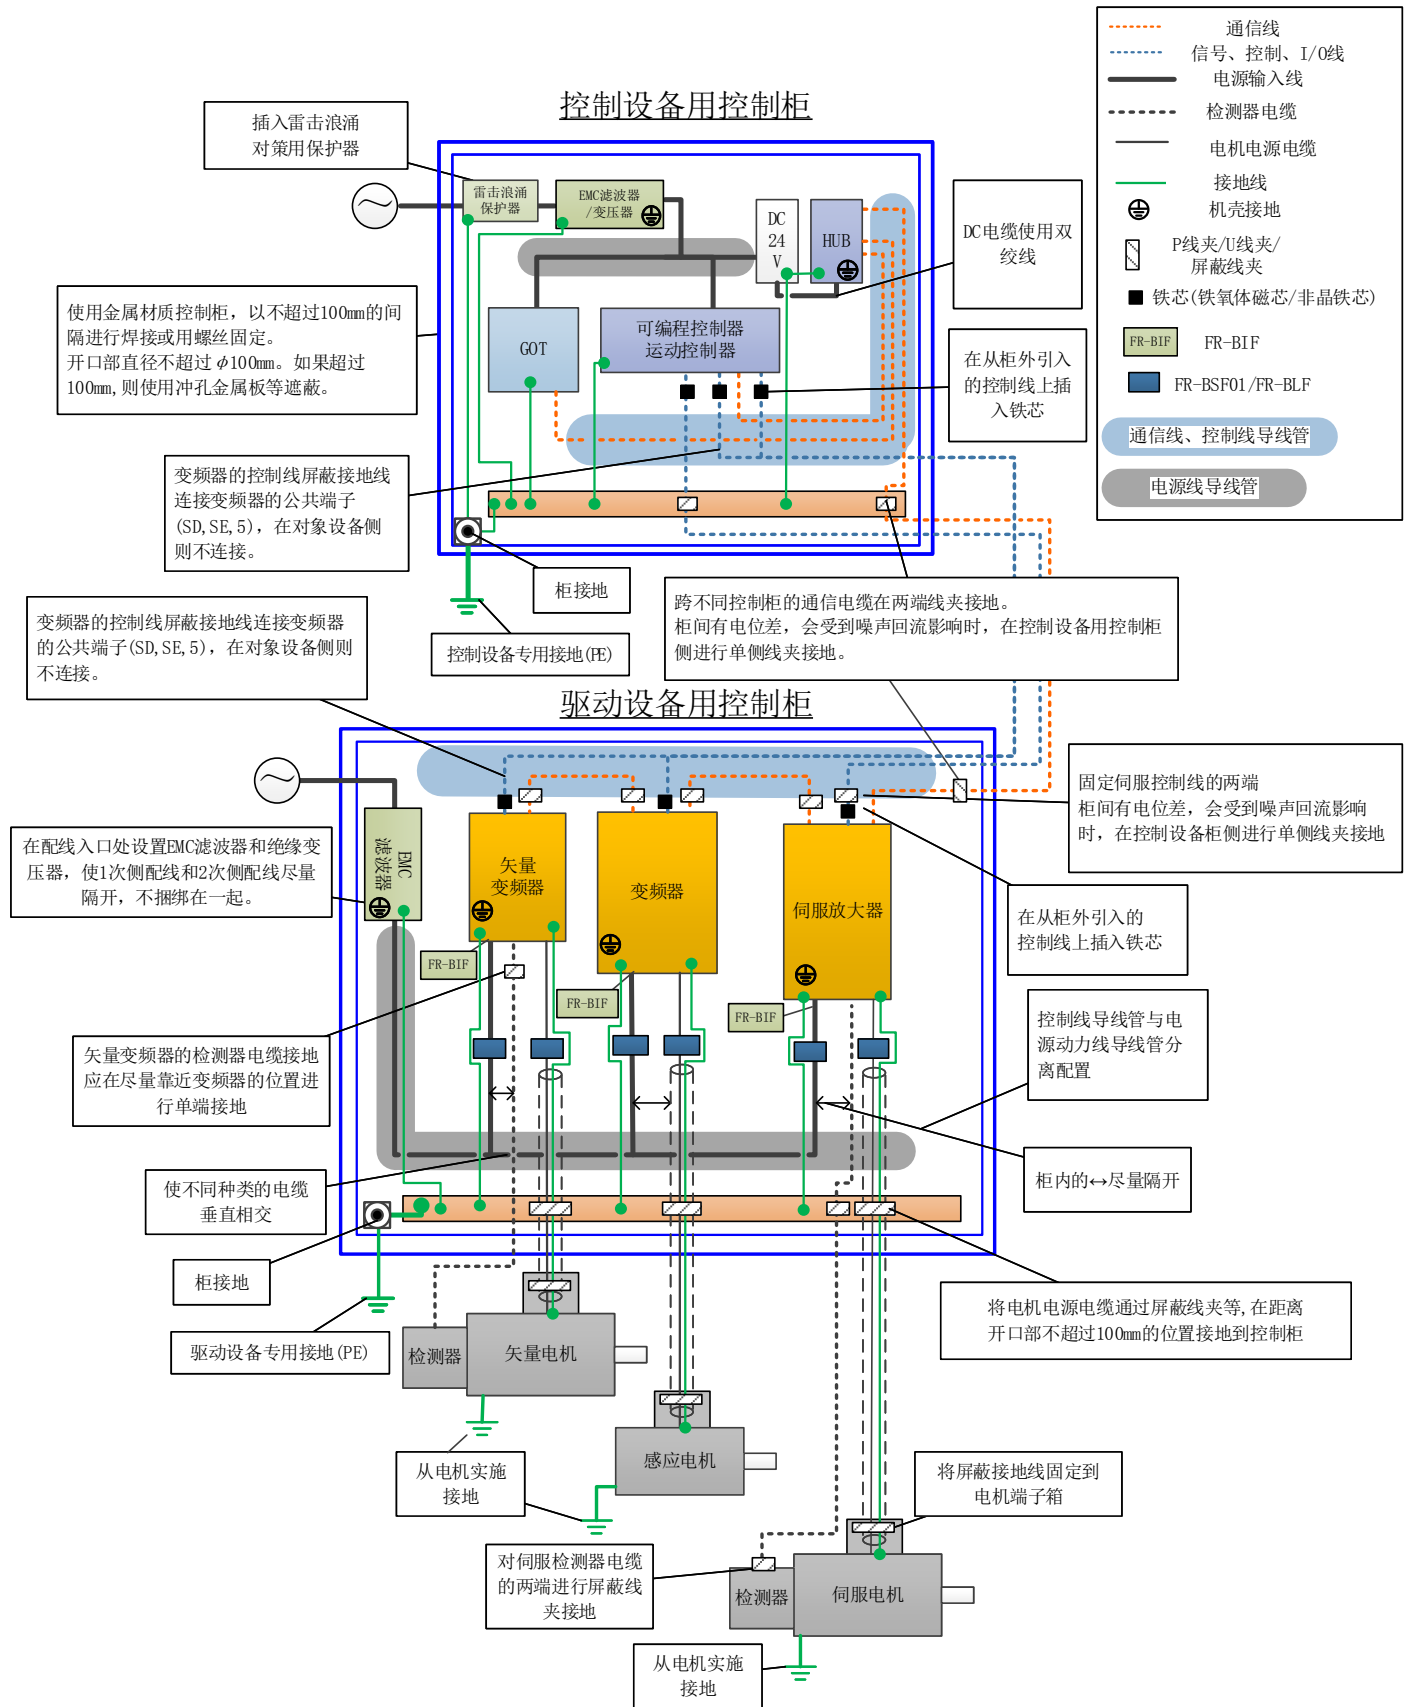 通信线
信号、控制、I/O线
电源输入线
检测器电缆
电机电源电缆
接地线
机壳接地
P线夹/U线夹/
屏蔽线夹
铁芯(铁氧体磁芯/非晶铁芯)
FR-BIF
FR-BIF
FR-BSF01/FR-BLF
通信线、控制线导线管
电源线导线管
控制设备用控制柜
插入雷击浪涌
对策用保护器
雷击浪涌
保护器
EMC滤波器
/变压器
DC
24
V
HUB
DC电缆使用双
绞线
使用金属材质控制柜，以不超过100mm的间
隔进行焊接或用螺丝固定。
开口部直径不超过φ100mm。如果超过
100mm,则使用冲孔金属板等遮蔽。
GOT
可编程控制器
运动控制器
在从柜外引入
的控制线上插
入铁芯
变频器的控制线屏蔽接地线
连接变频器的公共端子
(SD,SE,5)，在对象设备侧
则不连接。
柜接地
控制设备专用接地(PE)
跨不同控制柜的通信电缆在两端线夹接地。
柜间有电位差，会受到噪声回流影响时，在控制设备用控制柜
侧进行单侧线夹接地。
变频器的控制线屏蔽接地线连接变频器
的公共端子(SD,SE,5)，在对象设备侧则
不连接。
驱动设备用控制柜
固定伺服控制线的两端
柜间有电位差，会受到噪声回流影响
时，在控制设备柜侧进行单侧线夹接地
在配线入口处设置EMC滤波器和绝缘变
压器，使1次侧配线和2次侧配线尽量
隔开，不捆绑在一起。
EMC
滤波器
矢量
变频器
变频器
伺服放大器
在从柜外引入的
控制线上插入铁芯
FR-BIF
FR-BIF
FR-BIF
控制线导线管与电
源动力线导线管分
离配置
矢量变频器的检测器电缆接地
应在尽量靠近变频器的位置进
行单端接地
使不同种类的电缆
垂直相交
柜内的↔尽量隔开
柜接地
驱动设备专用接地(PE)
将电机电源电缆通过屏蔽线夹等,在距离
开口部不超过100mm的位置接地到控制柜
检测器
矢量电机
感应电机
从电机实施
接地
将屏蔽接地线固定到
电机端子箱
对伺服检测器电缆
的两端进行屏蔽线
夹接地
检测器
伺服电机
从电机实施
接地